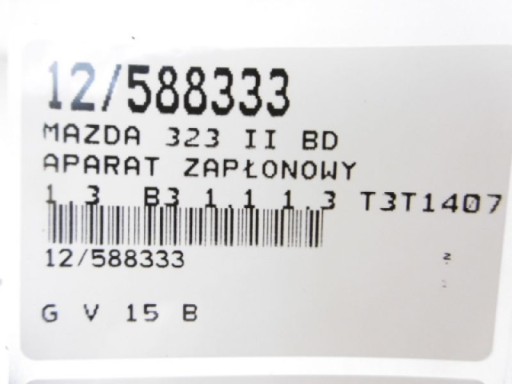 12/588333
MAZDA 323 II BD
APARAT ZAPŁONOWY
1.3 B3 1.1 1.3 T3T1407
12/588333
G V 15 B